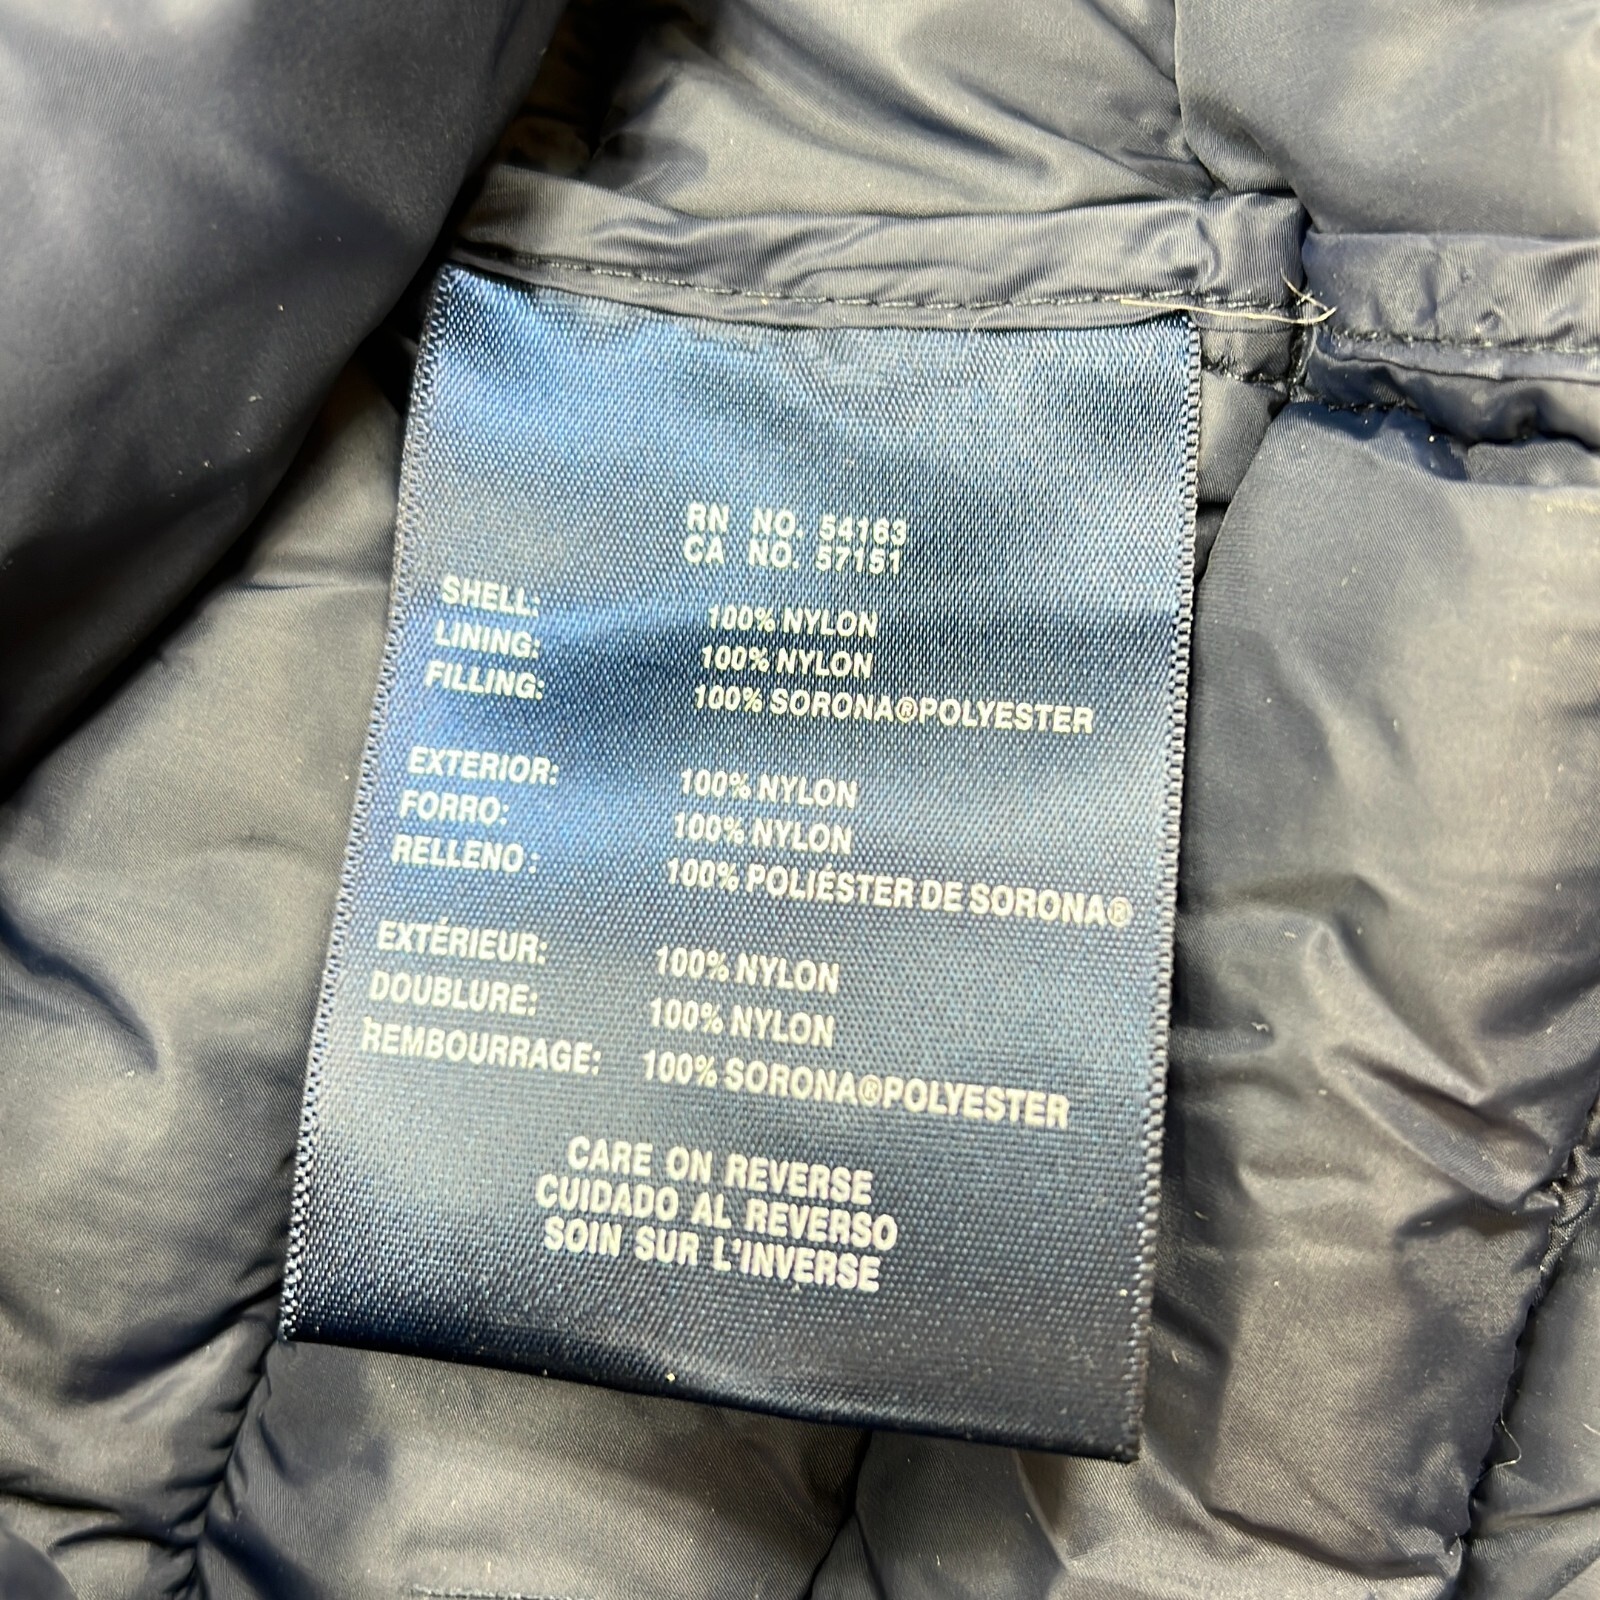 RN NO. 54163
CA NO. 57151
SHELL: 100% NYLON
LINING: 100% NYLON
FILLING: 100% SORONA®POLYESTER
EXTERIOR: 100% NYLON
FORRO: 100% NYLON
RELLENO: 100% POLIÉSTER DE SORONA®
EXTÉRIEUR: 100% NYLON
DOUBLURE: 100% NYLON
REMBOURRAGE: 100% SORONA®POLYESTER
CARE ON REVERSE
CUIDADO AL REVERSO
SOIN SUR L'INVERSE